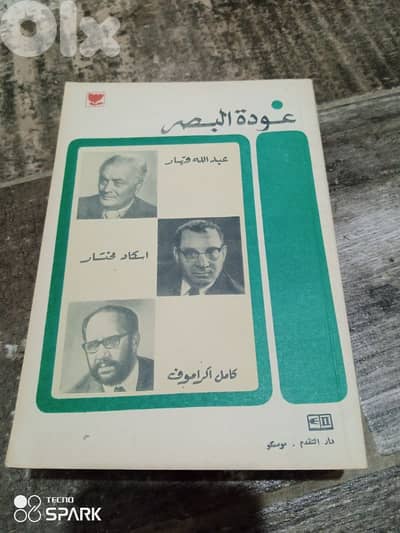 OLX
عودة البصر
عبد الله قهار
اسكاد مختار
كامل اكراموف
دار التقدم . موسكو
TECNO
SPARK